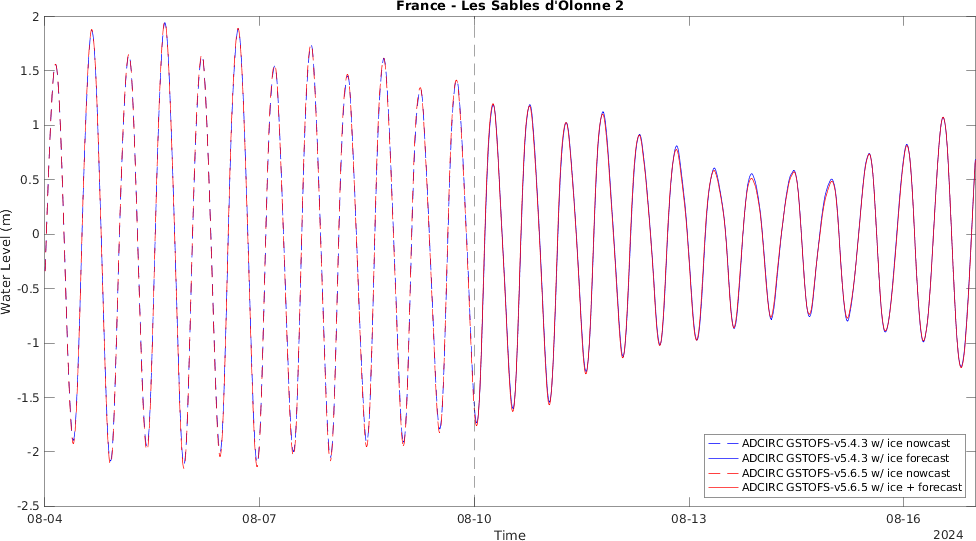 France - Les Sables d'Olonne 2
2
1.5
1
0.5
0
-0.5
-1
-1.5
-2
-2.5
Water Level (m)
ADCIRC GSTOFS-v5.4.3 w/ ice nowcast
ADCIRC GSTOFS-v5.4.3 w/ ice forecast
ADCIRC GSTOFS-v5.6.5 w/ ice nowcast
ADCIRC GSTOFS-v5.6.5 w/ ice + forecast
08-04 08-07 08-10 08-13 08-16
Time
2024